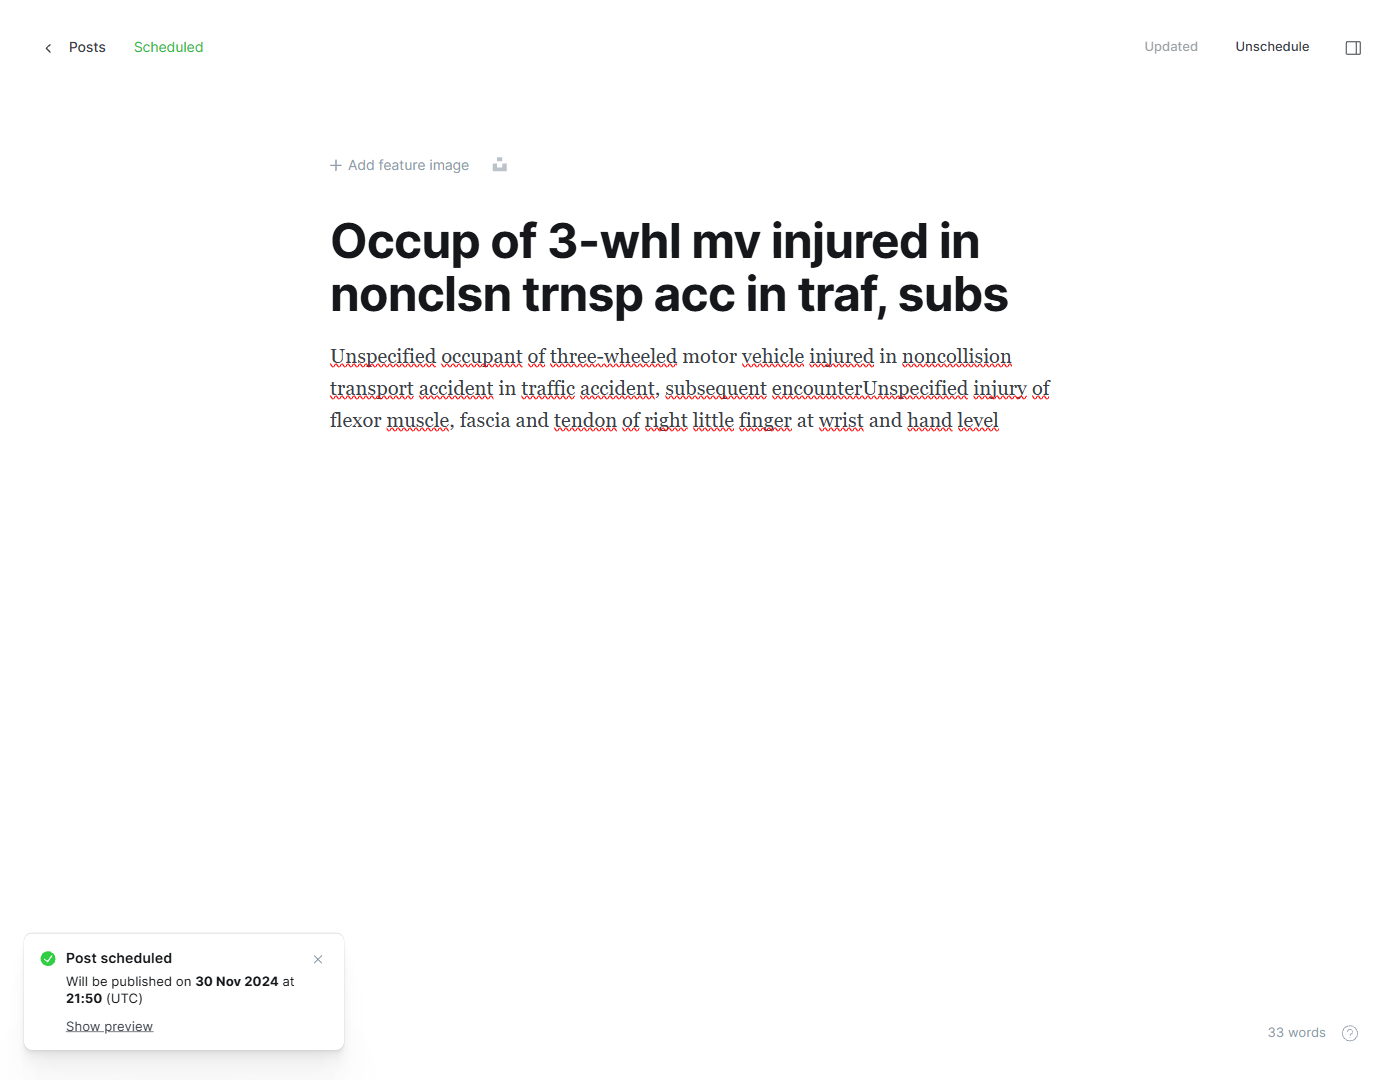 Posts
Scheduled
Updated
Unschedule
Add feature image
Occup of 3-whl mv injured in
nonclsn trnsp acc in traf, subs
Unspecified occupant of three-wheeled motor vehicle injured in noncollision
transport accident in traffic accident, subsequent encounterUnspecified injury of
flexor muscle, fascia and tendon of right little finger at wrist and hand level
Post scheduled
Will be published on 30 Nov 2024 at
21:50 (UTC)
Show preview
33 words